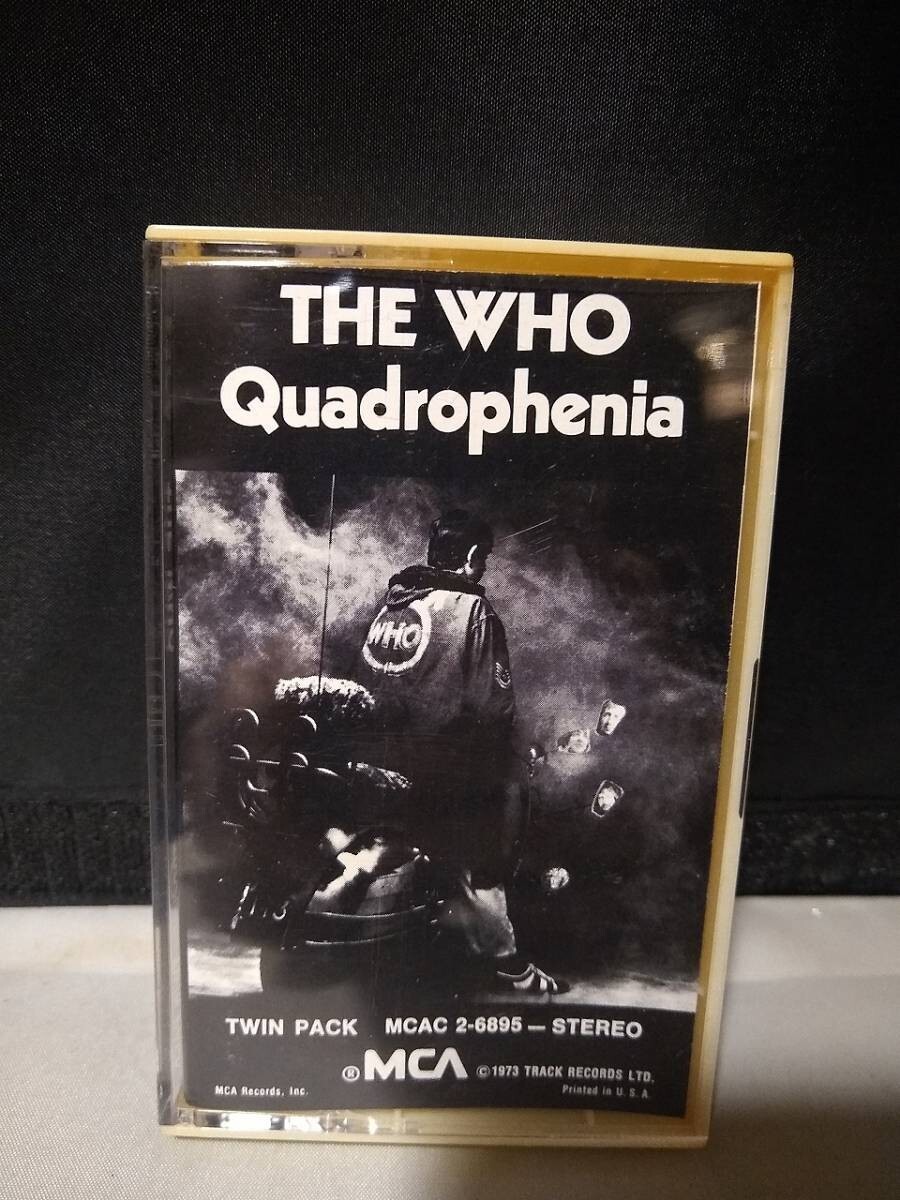 THE WHO
Quadrophenia
WHO
TWIN PACK MCAC 2-6895 — STEREO
® MCA © 1973 TRACK RECORDS LTD.
MCA Records, Inc. Printed in U. S. A.